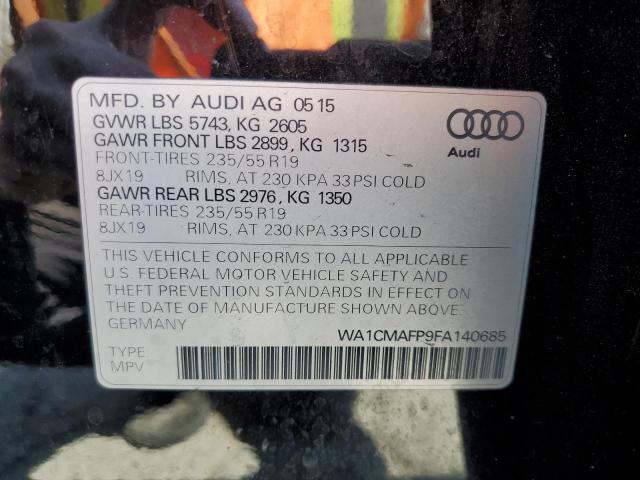 MFD. BY AUDI AG 05 15
GVWR LBS 5743, KG 2605
GAWR FRONT LBS 2899, KG 1315
FRONT-TIRES 235/55 R19
8JX19 RIMS, AT 230 KPA 33 PSI COLD
GAWR REAR LBS 2976, KG 1350
REAR-TIRES 235/55 R19
8JX19 RIMS, AT 230 KPA 33 PSI COLD
Audi
THIS VEHICLE CONFORMS TO ALL APPLICABLE
U.S. FEDERAL MOTOR VEHICLE SAFETY AND
THEFT PREVENTION STANDARDS IN EFFECT ON
THE DATE OF MANUFACTURE SHOWN ABOVE.
GERMANY
WA1CMAFP9FA140685
TYPE
MPV